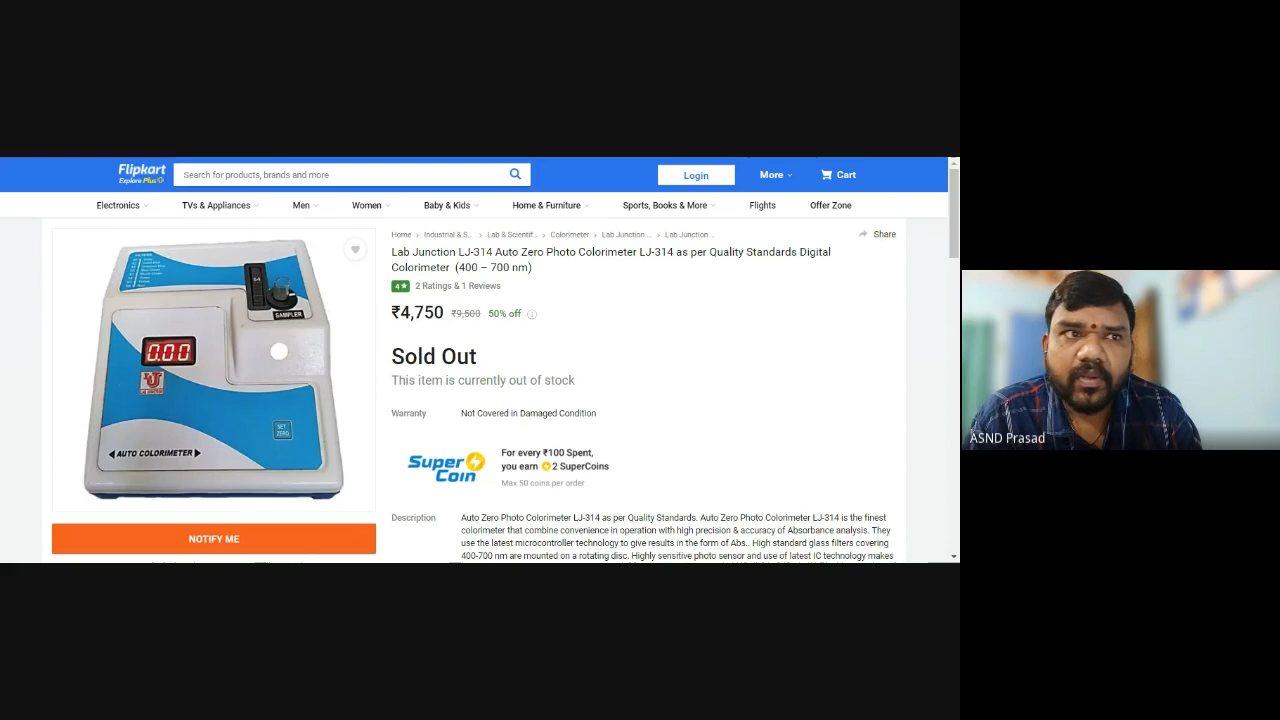 Flipkart
Explore Plus
Search for products, brands and more
Login
More
Cart
Electronics
TVs & Appliances
Men
Women
Baby & Kids
Home & Furniture
Sports, Books & More
Flights
Offer Zone
Home › Industrial & S... › Lab & Scientif... › Colorimeter › Lab Junction ... › Lab Junction ...
Share
Lab Junction LJ-314 Auto Zero Photo Colorimeter LJ-314 as per Quality Standards Digital
Colorimeter (400 – 700 nm)
4★ 2 Ratings & 1 Reviews
₹4,750 ₹9,500 50% off
Sold Out
This item is currently out of stock
Warranty
Not Covered in Damaged Condition
Super
Coin
For every ₹100 Spent,
you earn 2 SuperCoins
Max 50 coins per order
Description
Auto Zero Photo Colorimeter LJ-314 as per Quality Standards. Auto Zero Photo Colorimeter LJ-314 is the finest
colorimeter that combine convenience in operation with high precision & accuracy of Absorbance analysis. They
use the latest microcontroller technology to give results in the form of Abs.. High standard glass filters covering
400-700 nm are mounted on a rotating disc. Highly sensitive photo sensor and use of latest IC technology makes
SAMPLER
0.00
LJ
SET
ZERO
AUTO COLORIMETER
NOTIFY ME
ASND Prasad